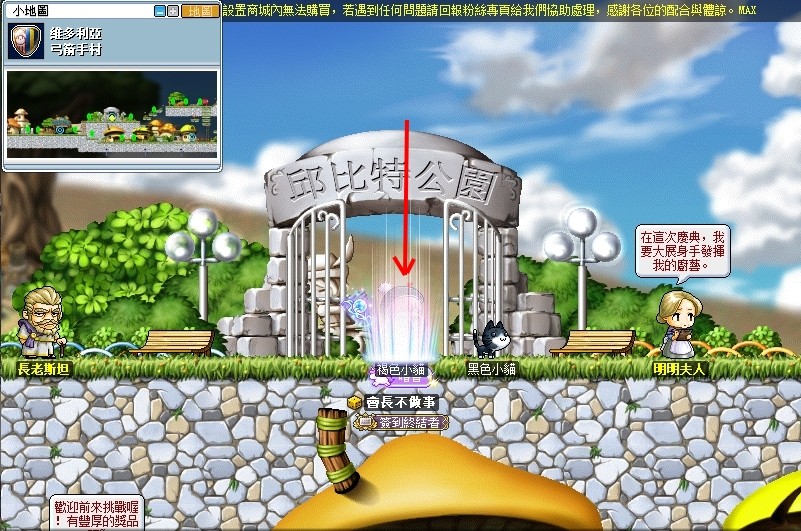 小地圖
地圖
設置商城內無法購買，若遇到任何問題請回報粉絲專頁給我們協助處理，感謝各位的配合與體諒。MAX
維多利亞
弓箭手村
邱比特公園
在這次慶典，我
要大展身手發揮
我的廚藝。
長老斯坦
褐色小貓
黑色小貓
明明夫人
會長不做事
簽到終結者
歡迎前來挑戰喔
！有豐厚的獎品